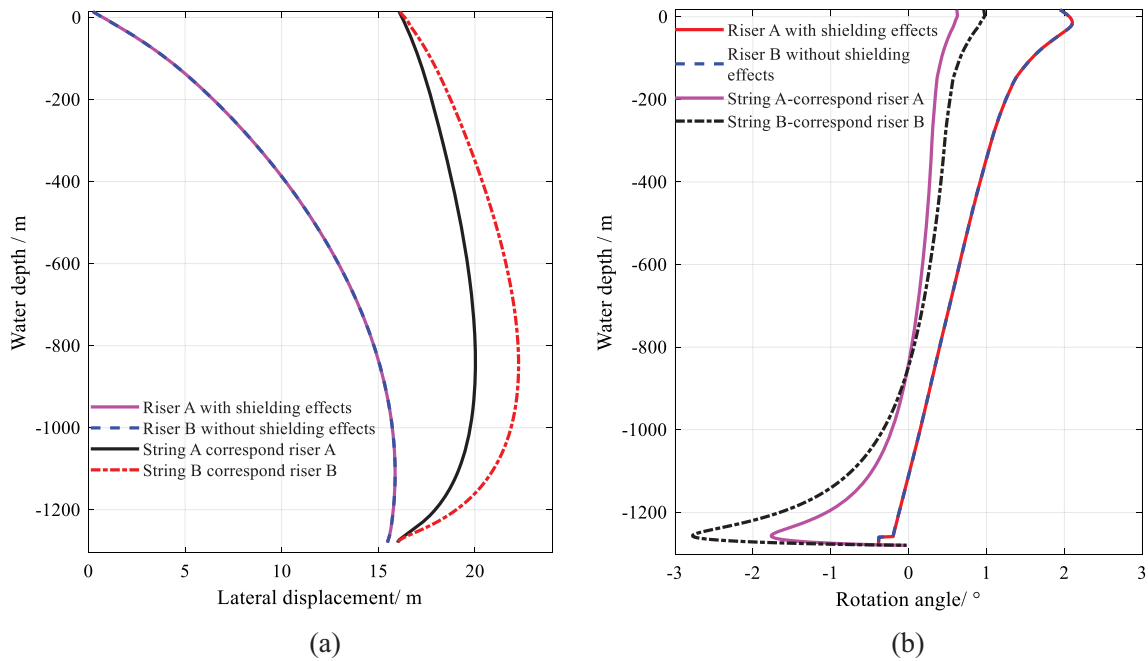 0
-200
-400
-600
-800
-1000
-1200
Water depth / m
Riser A with shielding effects
Riser B without shielding effects
String A correspond riser A
String B correspond riser B
0 5 10 15 20
Lateral displacement/ m
(a)
0
-200
-400
-600
-800
-1000
-1200
Water depth / m
Riser A with shielding effects
Riser B without shielding
effects
String A-correspond riser A
String B-correspond riser B
-3 -2 -1 0 1 2 3
Rotation angle/ °
(b)